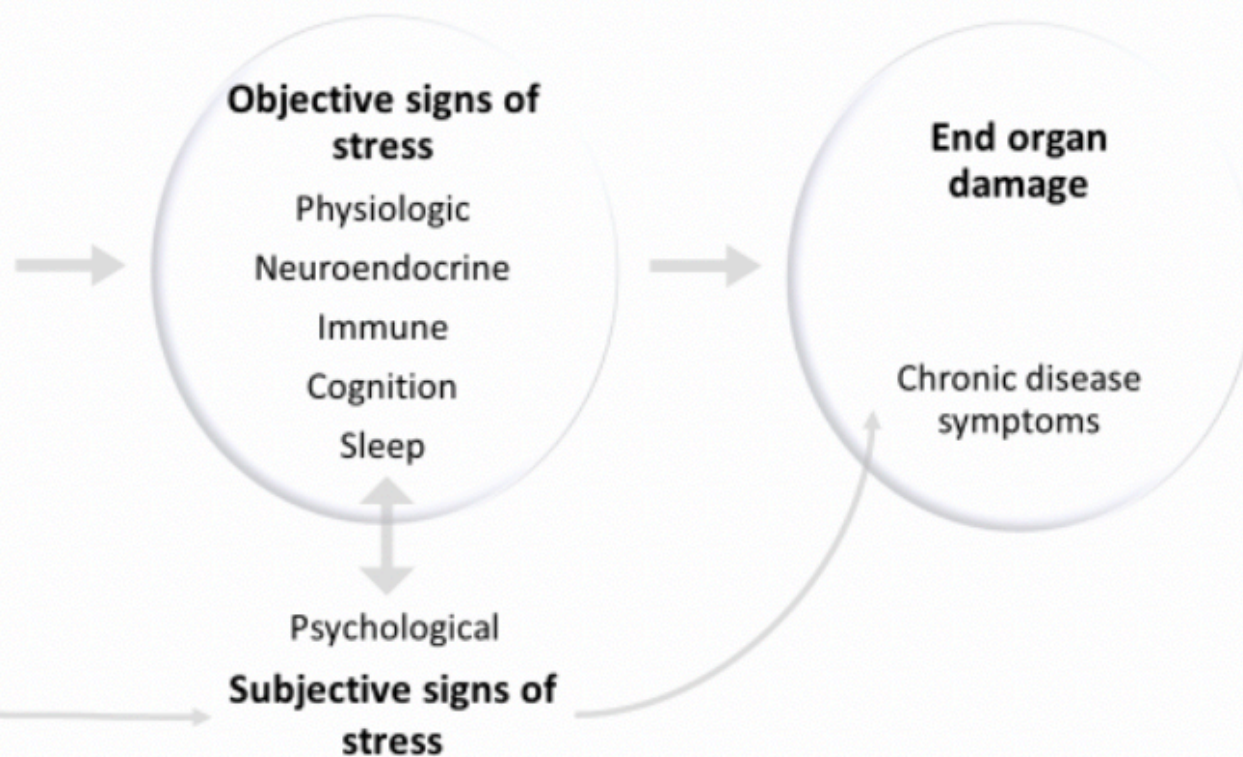 Objective signs of
stress
Physiologic
Neuroendocrine
Immune
Cognition
Sleep
Psychological
Subjective signs of
stress
End organ
damage
Chronic disease
symptoms